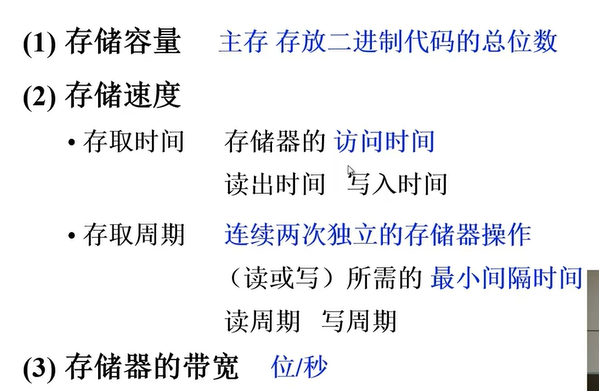 (1) 存储容量 主存 存放二进制代码的总位数
(2) 存储速度
• 存取时间 存储器的 访问时间
读出时间 写入时间
• 存取周期 连续两次独立的存储器操作
（读或写）所需的 最小间隔时间
读周期 写周期
(3) 存储器的带宽 位/秒